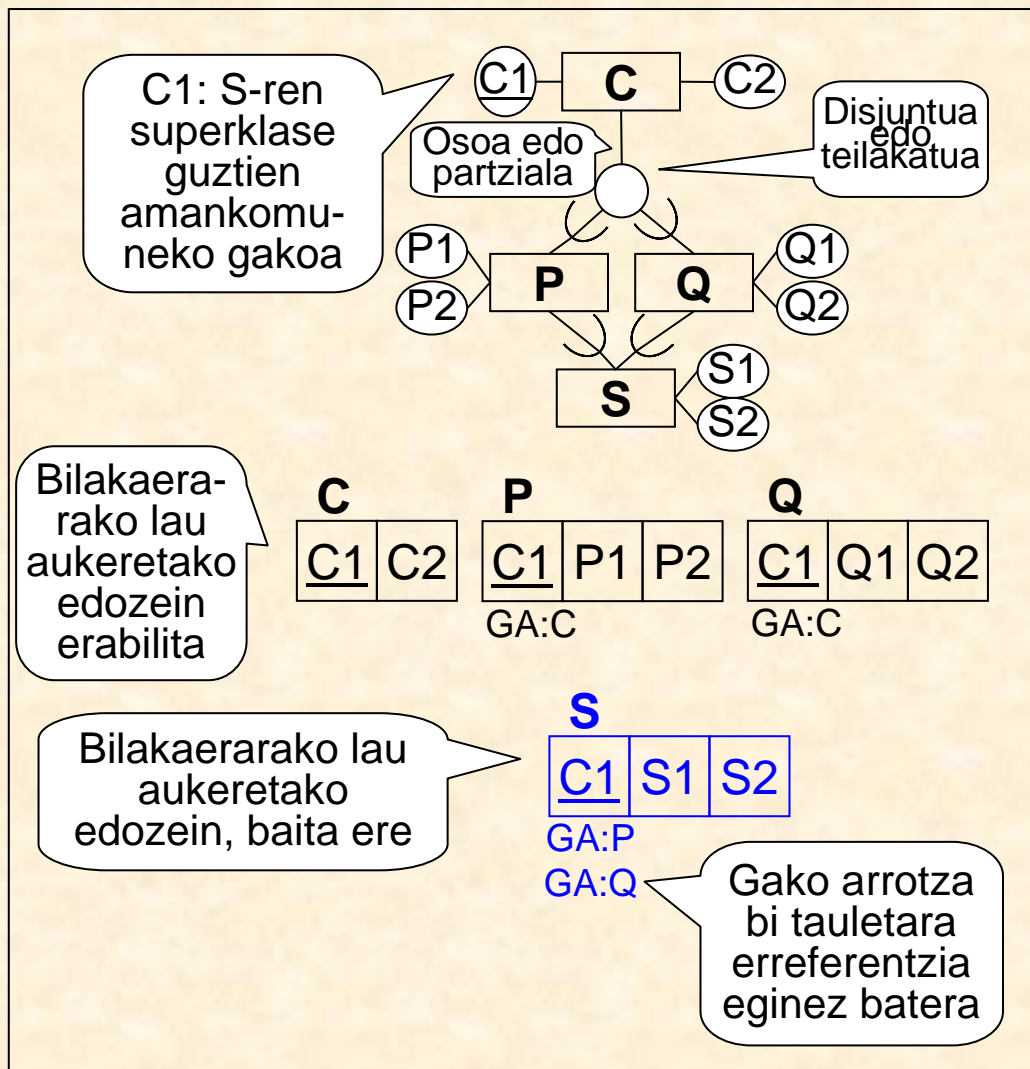 C1: S-ren
superklase
guztien
amankomu-
neko gakoa
C1
C
C2
Osoa edo
partziala
Disjuntua
edo
teilakatua
P1
P2
P
Q
Q1
Q2
S
S1
S2
Bilakaera-
rako lau
aukeretako
edozein
erabilita
C
C1 C2
P
C1 P1 P2
GA:C
Q
C1 Q1 Q2
GA:C
Bilakaerarako lau
aukeretako
edozein, baita ere
S
C1 S1 S2
GA:P
GA:Q
Gako arrotza
bi tauletara
erreferentzia
eginez batera